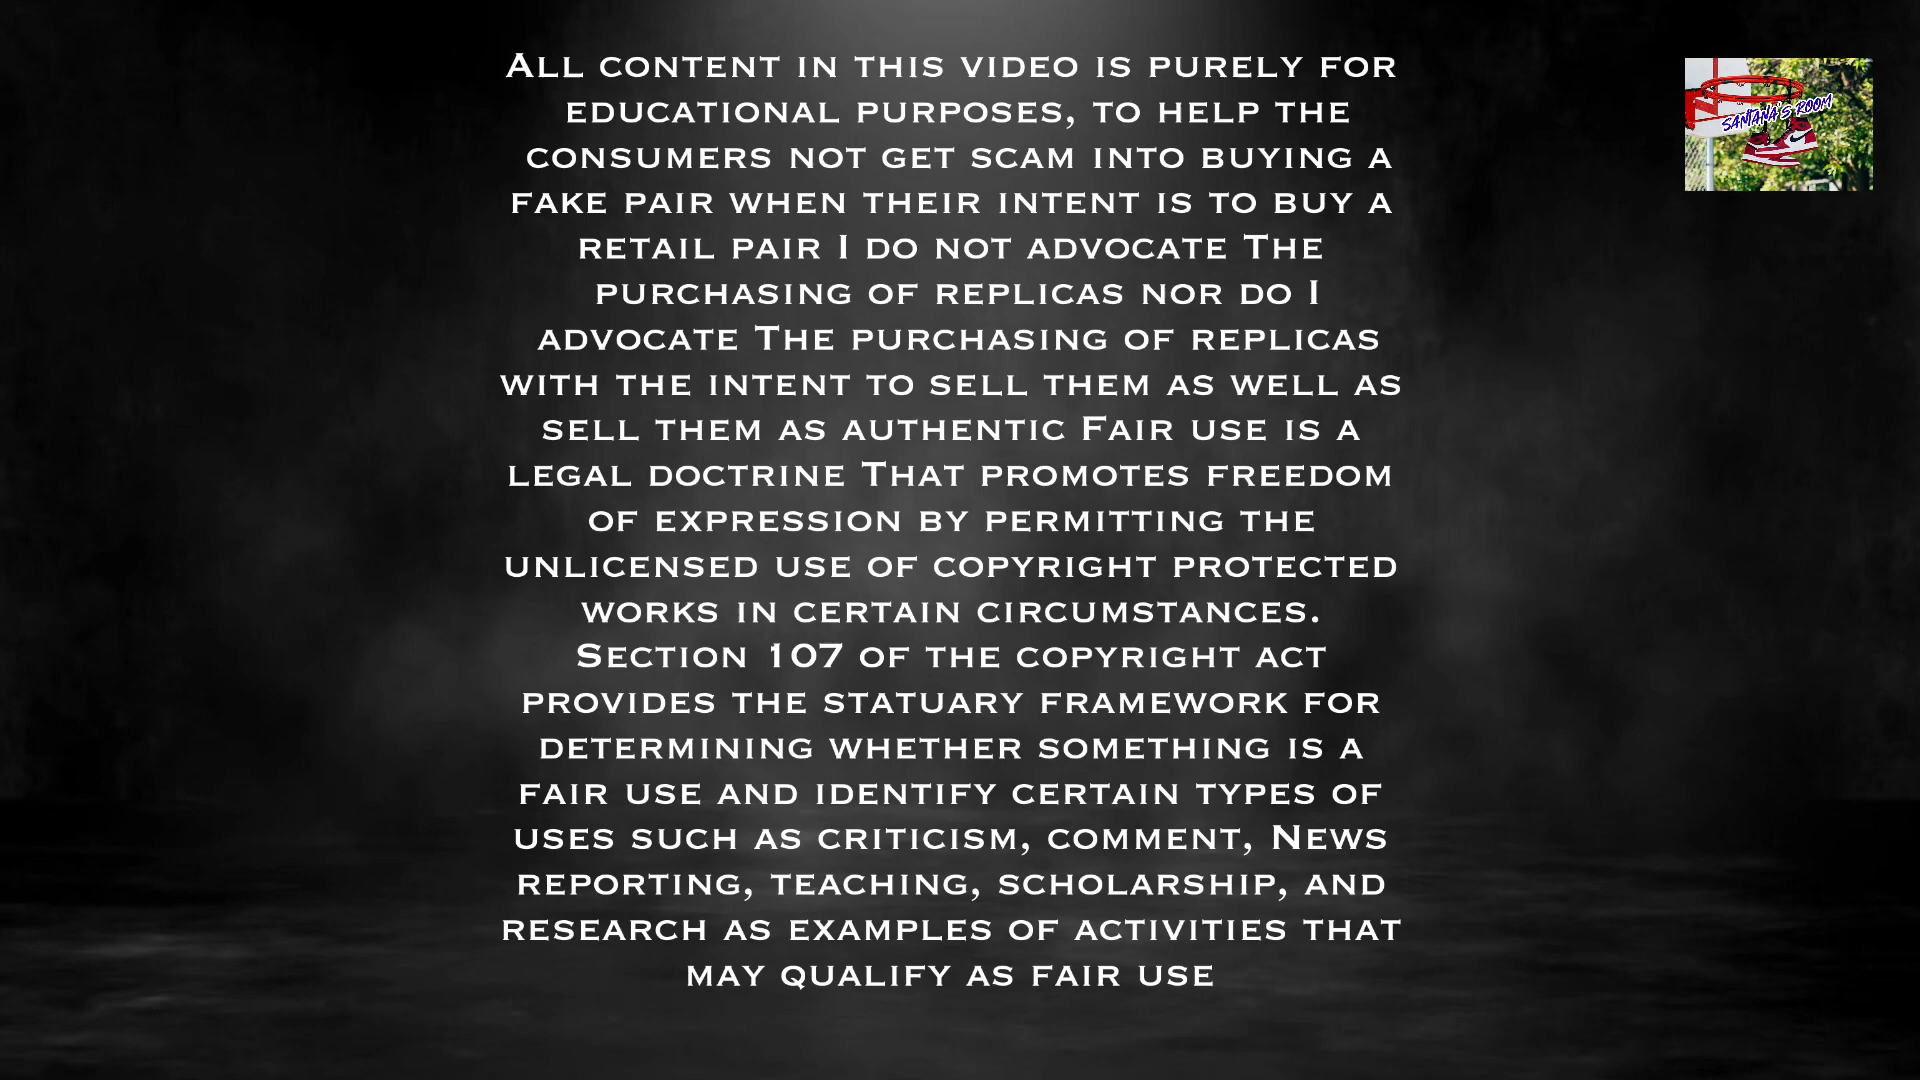 All content in this video is purely for
educational purposes, to help the
consumers not get scam into buying a
fake pair when their intent is to buy a
retail pair I do not advocate The
purchasing of replicas nor do I
advocate The purchasing of replicas
with the intent to sell them as well as
sell them as authentic Fair use is a
legal doctrine That promotes freedom
of expression by permitting the
unlicensed use of copyright protected
works in certain circumstances.
Section 107 of the copyright act
provides the statuary framework for
determining whether something is a
fair use and identify certain types of
uses such as criticism, comment, News
reporting, teaching, scholarship, and
research as examples of activities that
may qualify as fair use
SANTANA'S ROOM